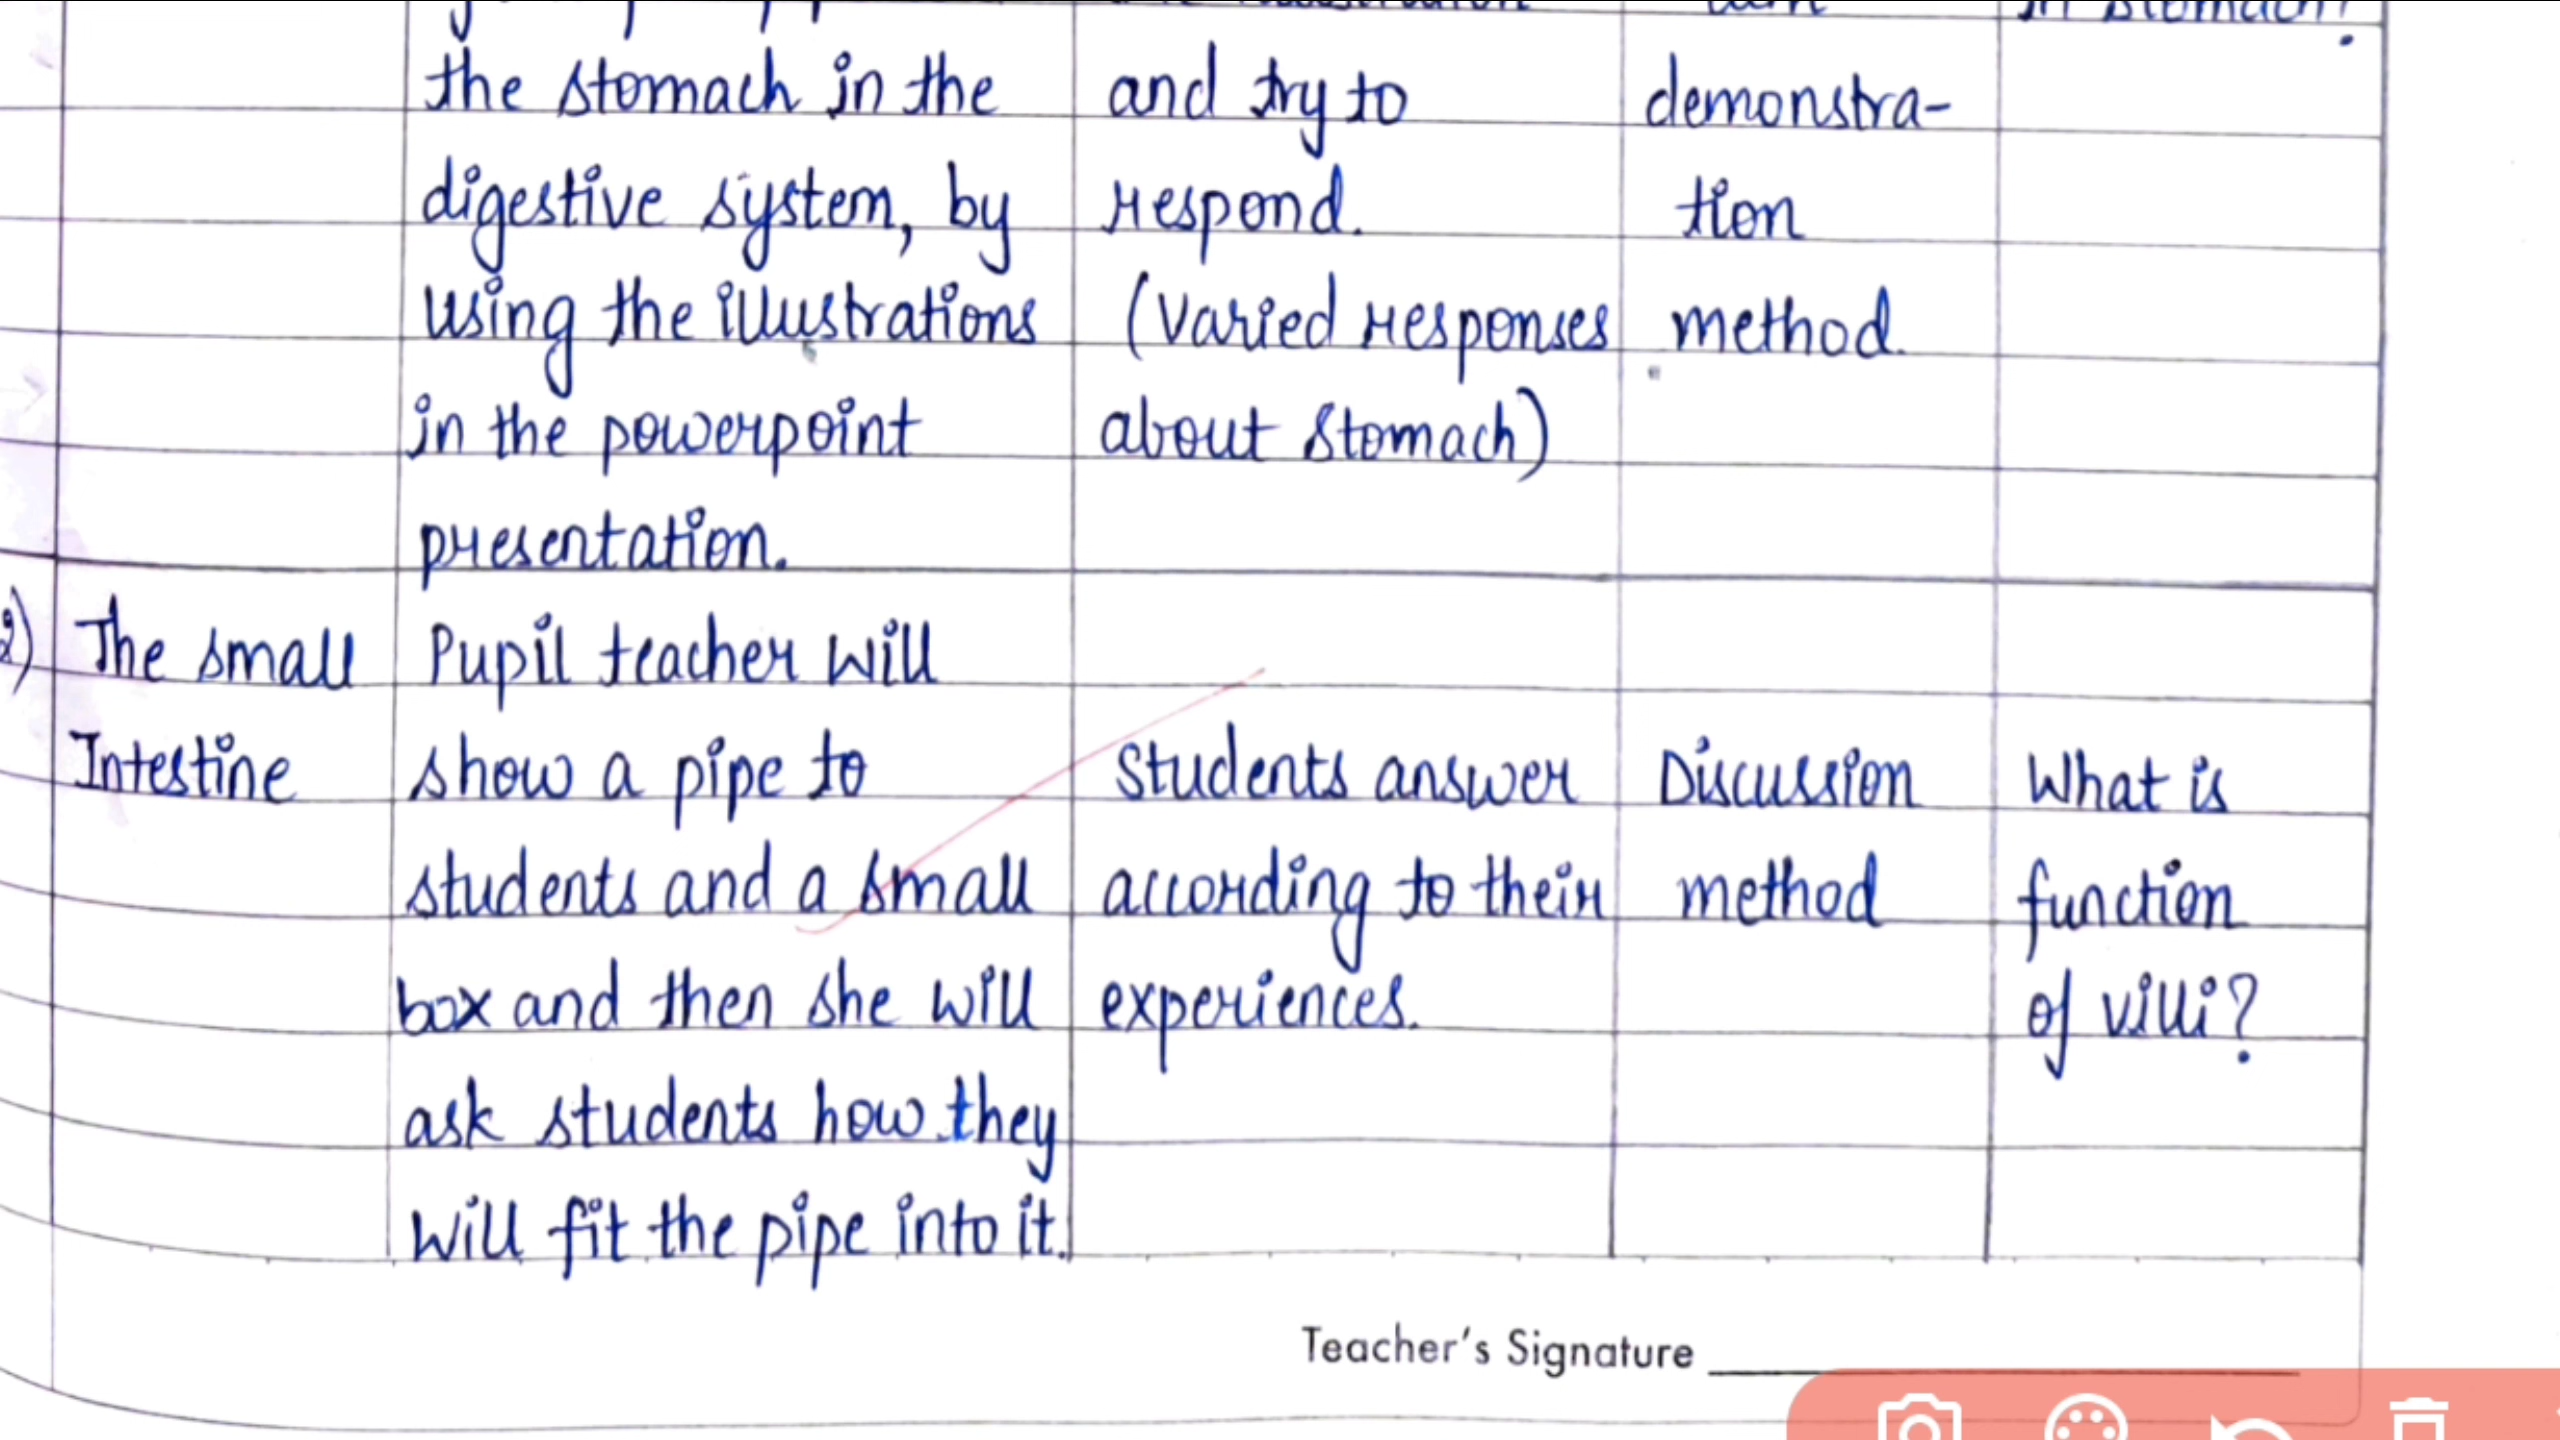 in stomach?
the stomach in the and try to demonstra-
digestive system, by respond. tion
using the illustrations (Varied responses method.
in the powerpoint about stomach)
presentation.
2) The small Pupil teacher will
Intestine show a pipe to Students answer Discussion What is
students and a small according to their method function
box and then she will experiences. of villi?
ask students how they
will fit the pipe into it.
Teacher's Signature